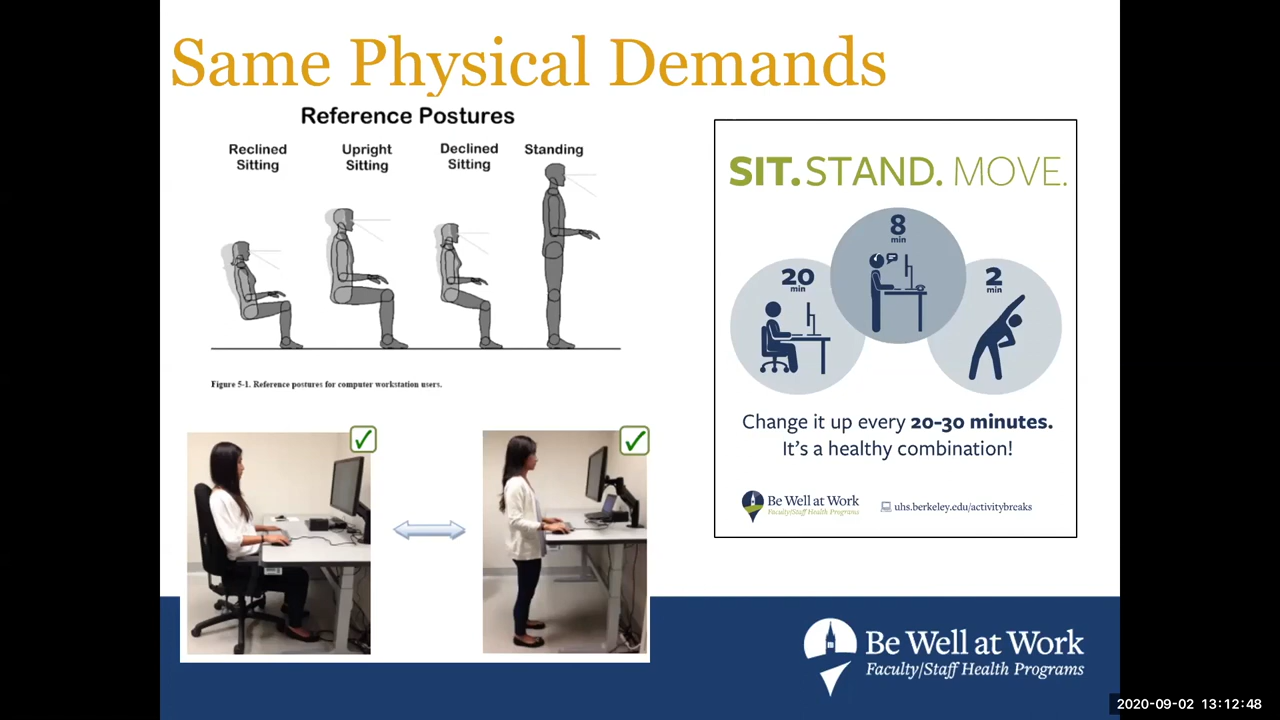 Same Physical Demands
Reference Postures
Reclined
Sitting
Upright
Sitting
Declined
Sitting
Standing
Figure 5-1. Reference postures for computer workstation users.
SIT. STAND. MOVE.
20
min
8
min
2
min
Change it up every 20-30 minutes.
It's a healthy combination!
Be Well at Work
Faculty/Staff Health Programs
uhs.berkeley.edu/activitybreaks
Be Well at Work
Faculty/Staff Health Programs
2020-09-02 13:12:48